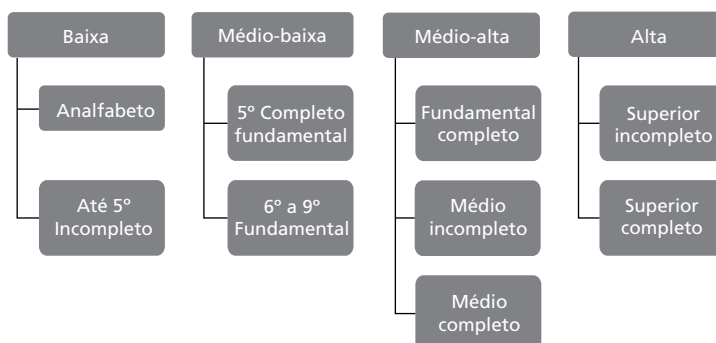 Baixa
Analfabeto
Até 5º
Incompleto
Médio-baixa
5º Completo
fundamental
6º a 9º
Fundamental
Médio-alta
Fundamental
completo
Médio
incompleto
Médio
completo
Alta
Superior
incompleto
Superior
completo